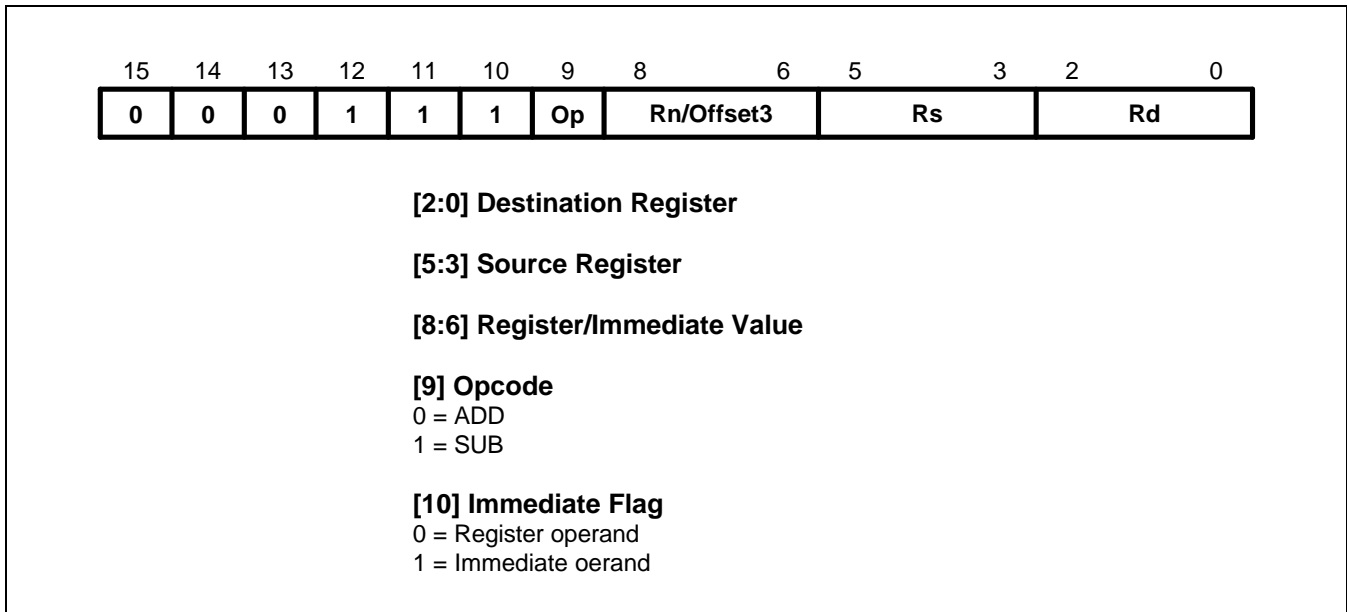 15 14 13 12 11 10 9 8 6 5 3 2 0
0 0 0 1 1 1 Op Rn/Offset3 Rs Rd
[2:0] Destination Register
[5:3] Source Register
[8:6] Register/Immediate Value
[9] Opcode
0 = ADD
1 = SUB
[10] Immediate Flag
0 = Register operand
1 = Immediate oerand